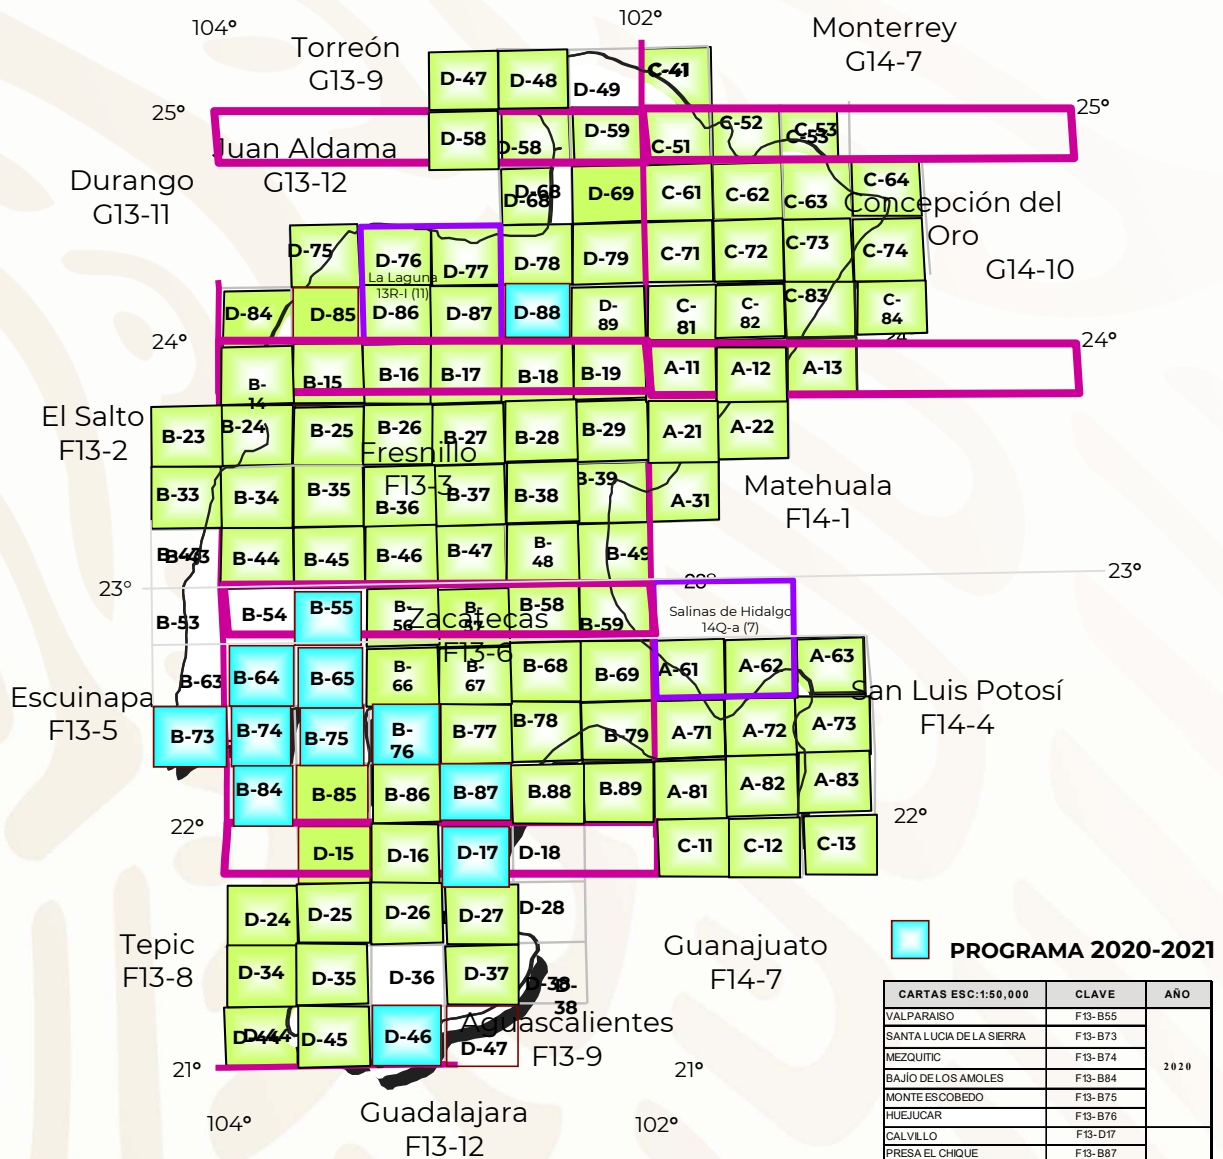 104°
102°
Torreón
G13-9
Monterrey
G14-7
D-47
D-48
D-49
C-41
25°
25°
D-58
D-58
D-59
C-51
C-52
C-53
C-53
Juan Aldama
G13-12
Durango
G13-11
D-68
D-68
D-69
C-61
C-62
C-63
C-64
Concepción del
Oro
G14-10
D-75
D-76
D-77
D-78
D-79
C-71
C-72
C-73
C-74
La Laguna
13R-I (11)
D-84
D-85
D-86
D-87
D-88
D-
89
C-
81
C-
82
C-83
C-
84
24°
24°
B-
14
B-15
B-16
B-17
B-18
B-19
A-11
A-12
A-13
El Salto
F13-2
B-23
B-24
B-25
B-26
B-27
B-28
B-29
A-21
A-22
Fresnillo
F13-3
B-33
B-34
B-35
B-36
B-37
B-38
B-39
A-31
Matehuala
F14-1
B-43
B-43
B-44
B-45
B-46
B-47
B-
48
B-49
23°
23°
B-53
B-54
B-55
B-
56
B-
57
B-58
B-59
Zacatecas
F13-6
Salinas de Hidalgo
14Q-a (7)
B-63
B-64
B-65
B-
66
B-
67
B-68
B-69
A-61
A-62
A-63
Escuinapa
F13-5
San Luis Potosí
F14-4
B-73
B-74
B-75
B-
76
B-77
B-78
B-79
A-71
A-72
A-73
B-84
B-85
B-86
B-87
B.88
B.89
A-81
A-82
A-83
22°
22°
D-15
D-16
D-17
D-18
C-11
C-12
C-13
D-24
D-25
D-26
D-27
D-28
Tepic
F13-8
Guanajuato
F14-7
D-34
D-35
D-36
D-37
D-38
D-
38
D-44
D-44
D-45
D-46
D-47
Aguascalientes
F13-9
21°
21°
104°
102°
Guadalajara
F13-12
PROGRAMA 2020-2021
CARTAS ESC:1:50,000 CLAVE AÑO
VALPARAISO F13-B55
SANTA LUCIA DE LA SIERRA F13-B73
MEZQUITIC F13-B74
2020
BAJÍO DE LOS AMOLES F13-B84
MONTE ESCOBEDO F13-B75
HUEJUCAR F13-B76
CALVILLO F13-D17
PRESA EL CHIQUE F13-B87